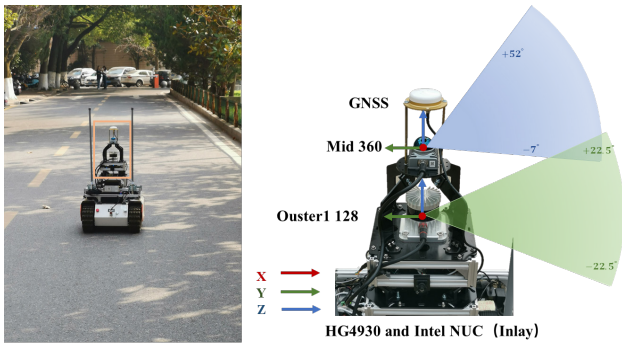 +52°
GNSS
Mid 360
-7°
+22.5°
Ouster1 128
-22.5°
X
Y
Z
HG4930 and Intel NUC（Inlay）